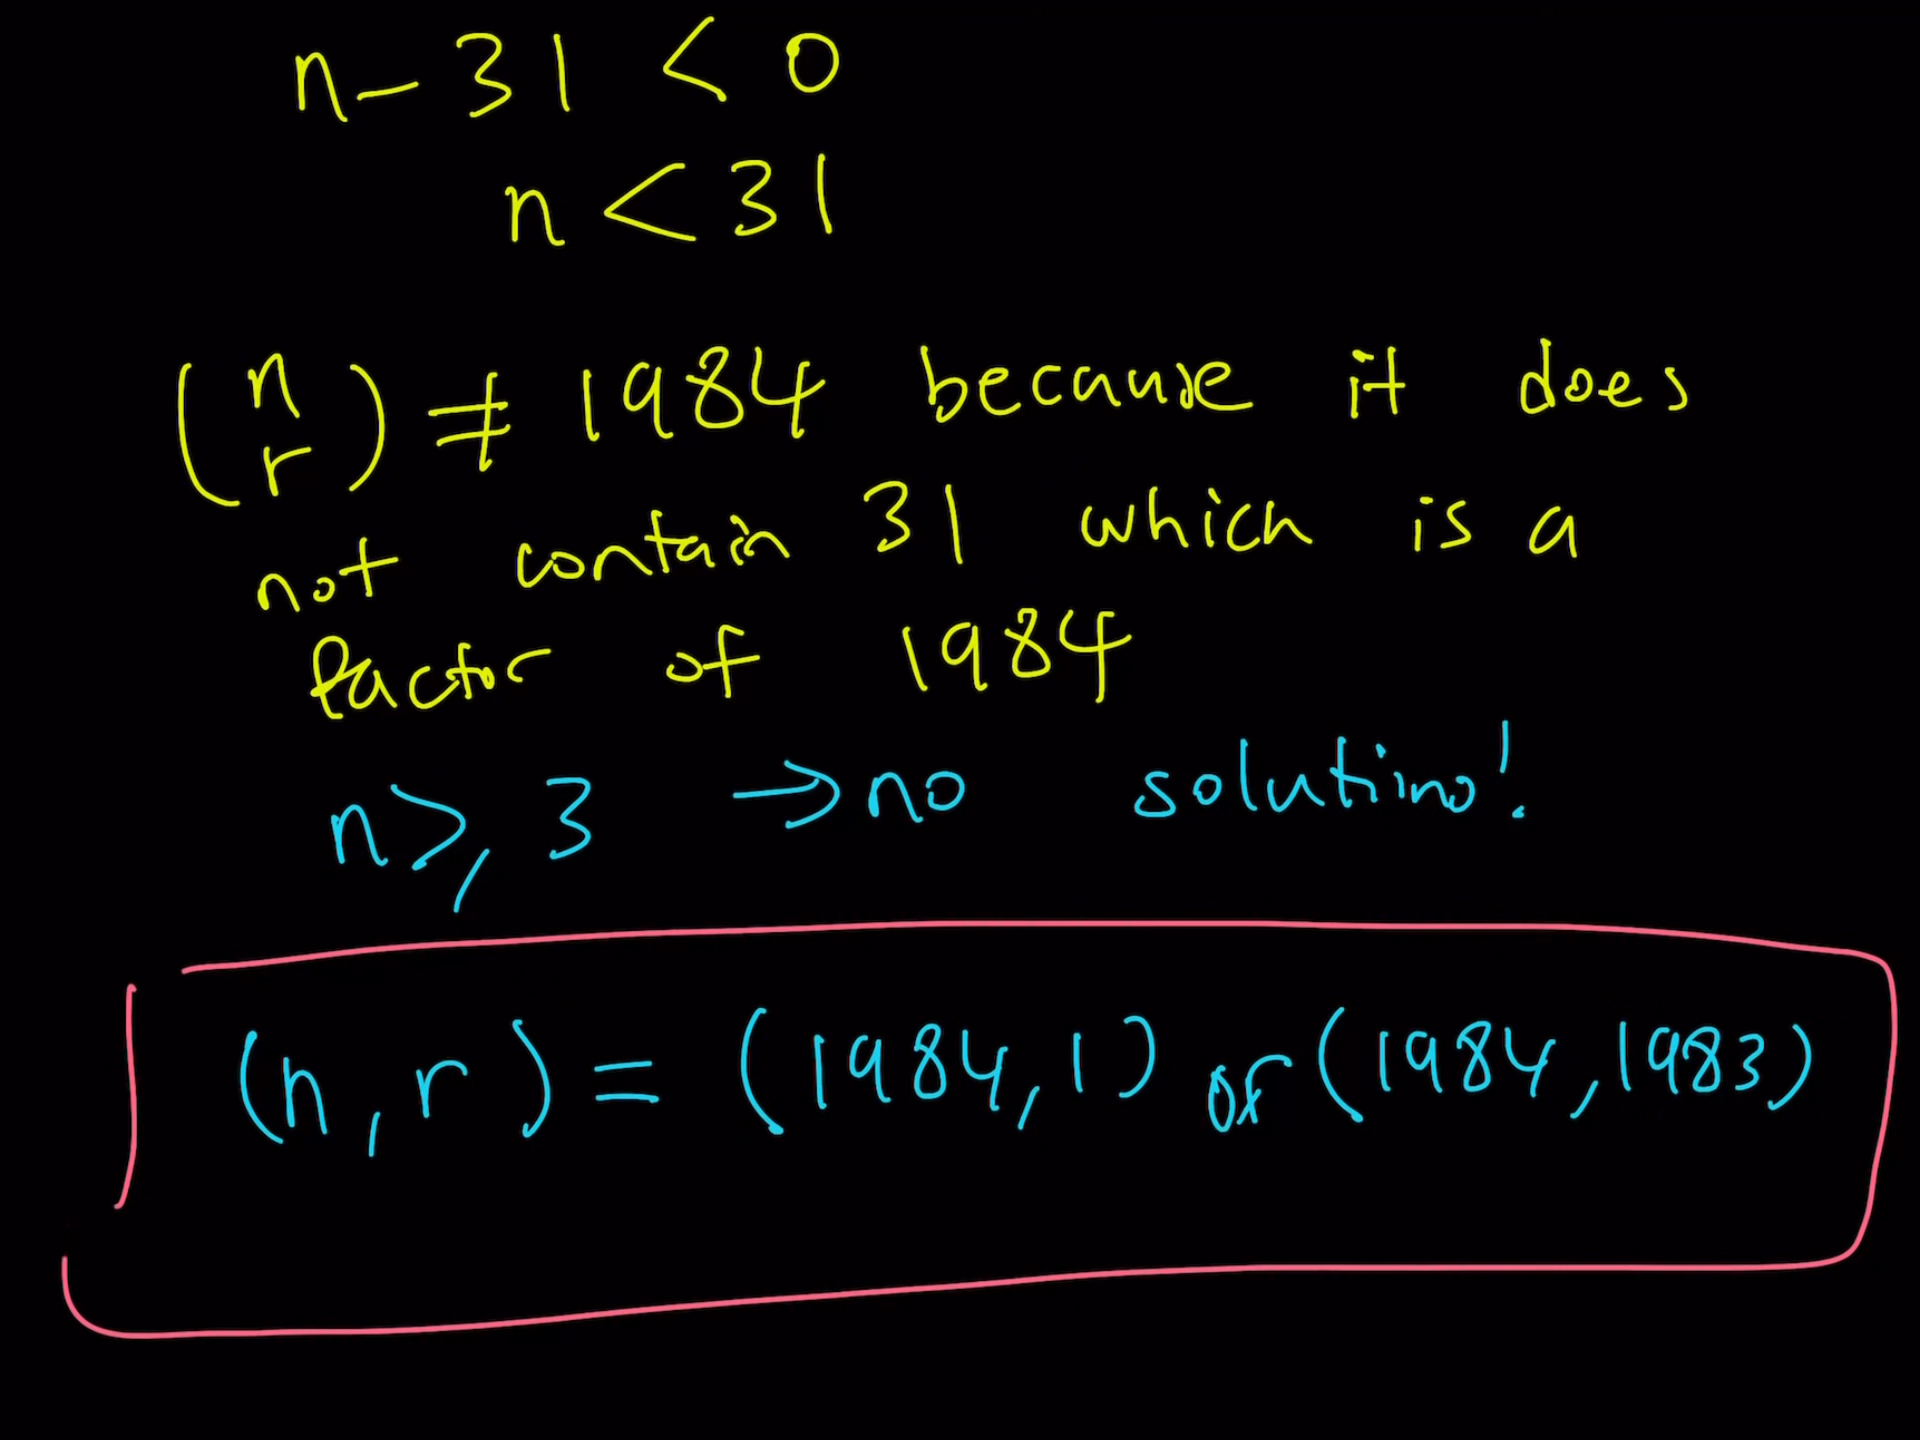 n - 31 < 0
n < 31
(n r) ≠ 1984 because it does
not contain 31 which is a
factor of 1984
n ≥ 3 → no solutino!
(n, r) = (1984, 1) or (1984, 1983)